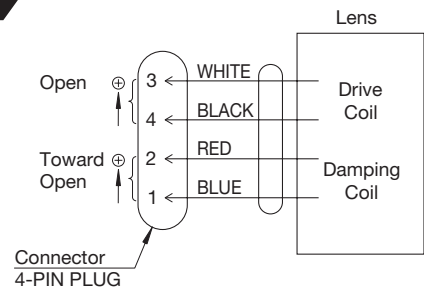 Lens
Open ⊕ 3 WHITE
Drive
Coil
4 BLACK
Toward ⊕ 2 RED
Open
Damping
Coil
1 BLUE
Connector
4-PIN PLUG